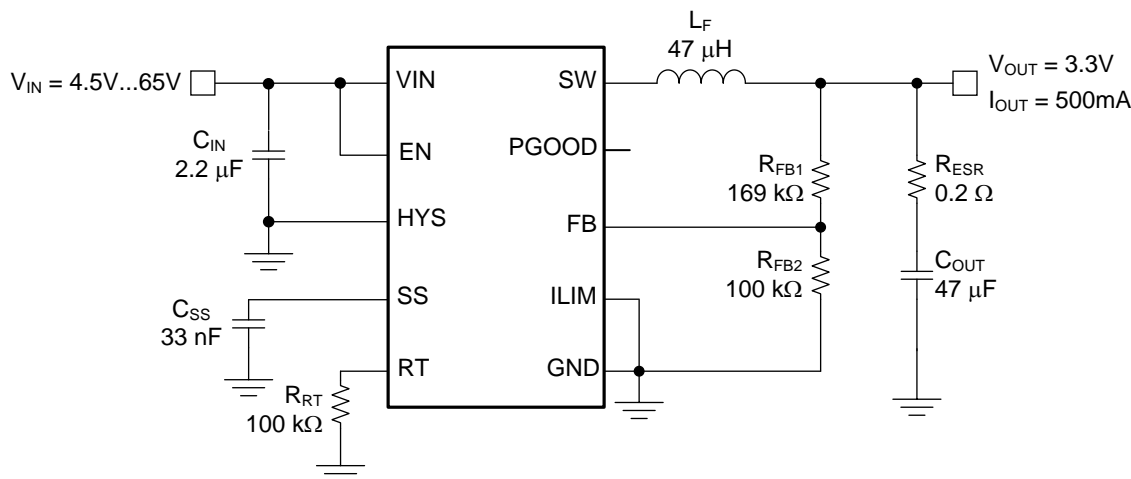 L_F
47 μH
V_IN = 4.5V...65V
VIN
SW
V_OUT = 3.3V
I_OUT = 500mA
C_IN
2.2 μF
EN
PGOOD
R_FB1
169 kΩ
R_ESR
0.2 Ω
HYS
FB
R_FB2
100 kΩ
C_OUT
47 μF
C_SS
33 nF
SS
ILIM
RT
GND
R_RT
100 kΩ